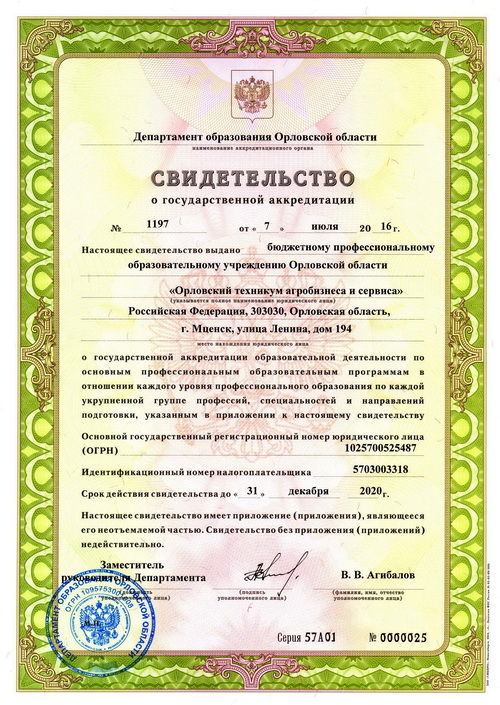 Департамент образования Орловской области
наименование аккредитационного органа
СВИДЕТЕЛЬСТВО
о государственной аккредитации
№ 1197 от « 7 » июля 20 16 г.
Настоящее свидетельство выдано бюджетному профессиональному
образовательному учреждению Орловской области
«Орловский техникум агробизнеса и сервиса»
(указывается полное наименование юридического лица)
Российская Федерация, 303030, Орловская область,
г. Мценск, улица Ленина, дом 194
место нахождения юридического лица
о государственной аккредитации образовательной деятельности по
основным профессиональным образовательным программам в
отношении каждого уровня профессионального образования по каждой
укрупненной группе профессий, специальностей и направлений
подготовки, указанным в приложении к настоящему свидетельству
Основной государственный регистрационный номер юридического лица
(ОГРН) 1025700525487
Идентификационный номер налогоплательщика 5703003318
Срок действия свидетельства до « 31 » декабря 2020 г.
Настоящее свидетельство имеет приложение (приложения), являющееся
его неотъемлемой частью. Свидетельство без приложения (приложений)
недействительно.
Заместитель
руководителя Департамента В. В. Агибалов
(должность (подпись (фамилия, имя, отчество
уполномоченного лица) уполномоченного лица) уполномоченного лица)
М.П.
ДЕПАРТАМЕНТ ОБРАЗОВАНИЯ ОРЛОВСКОЙ ОБЛАСТИ
Серия 57А01 № 0000025